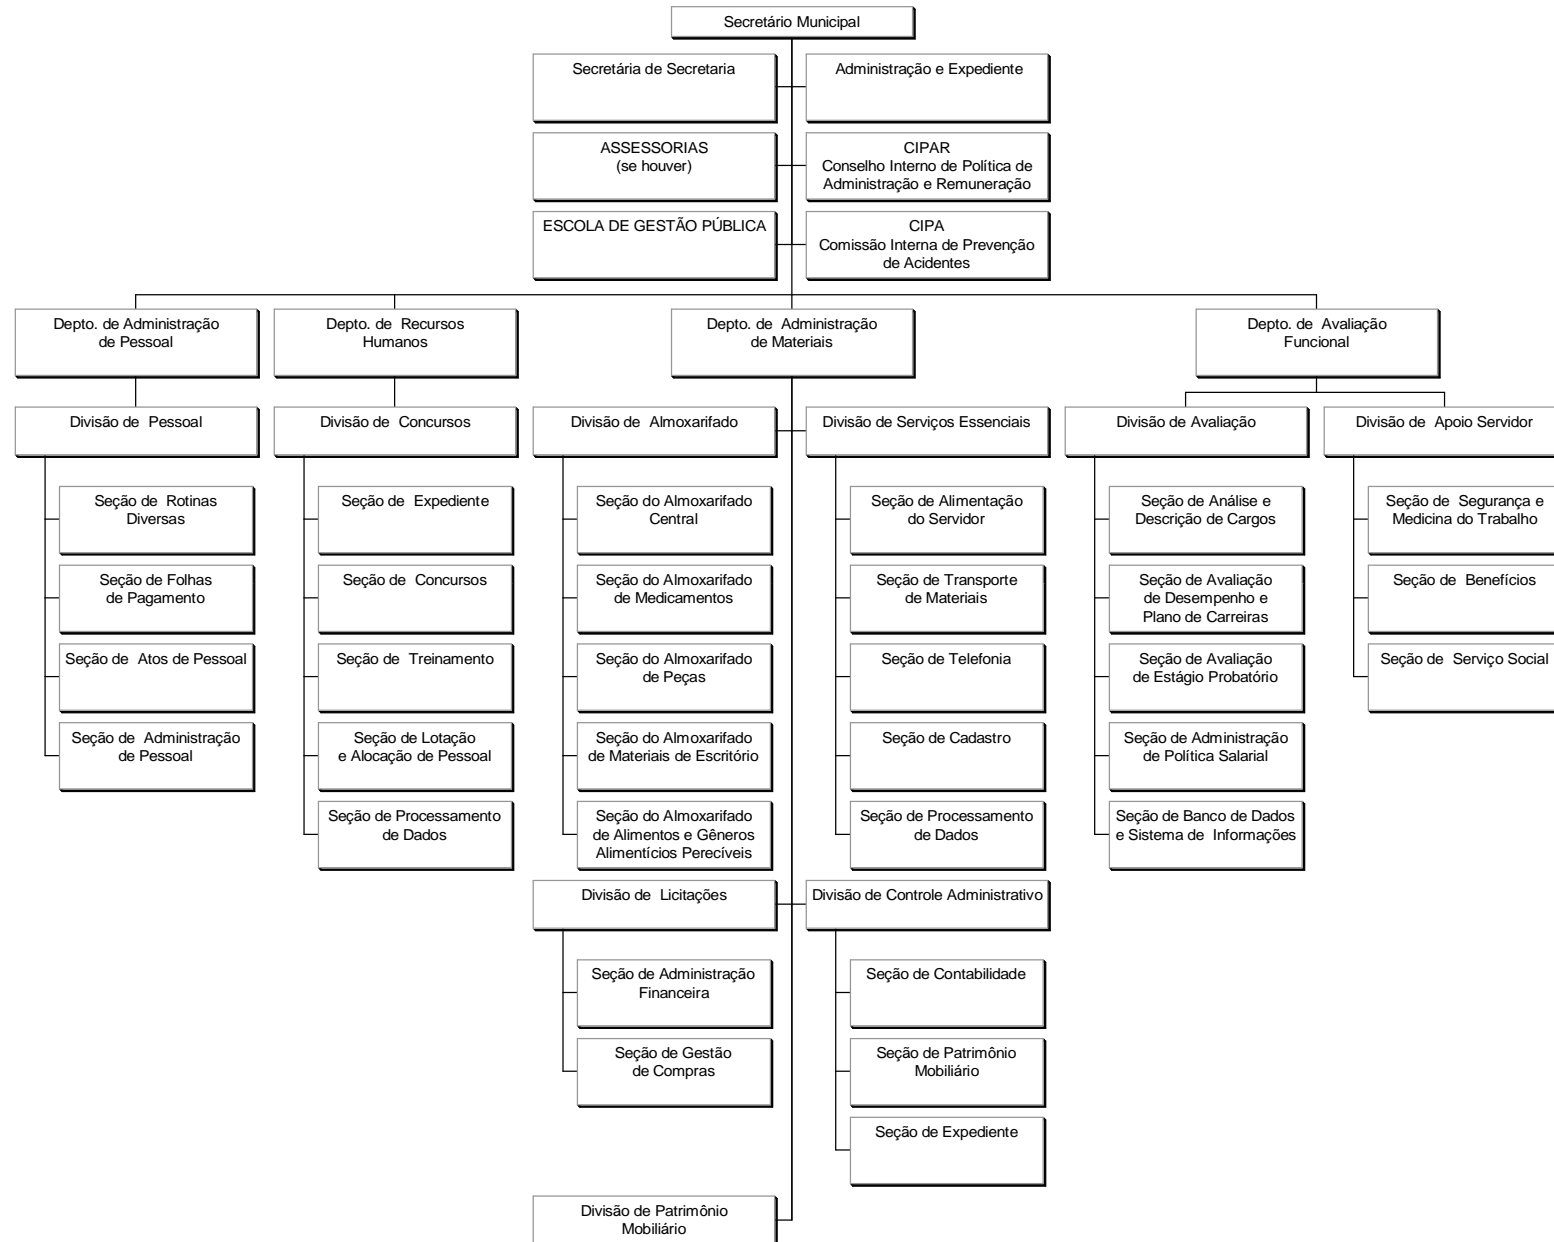 Secretário Municipal
Secretária de Secretaria
Administração e Expediente
ASSESSORIAS
(se houver)
CIPAR
Conselho Interno de Política de
Administração e Remuneração
ESCOLA DE GESTÃO PÚBLICA
CIPA
Comissão Interna de Prevenção
de Acidentes
Depto. de Administração
de Pessoal
Depto. de Recursos
Humanos
Depto. de Administração
de Materiais
Depto. de Avaliação
Funcional
Divisão de Pessoal
Seção de Rotinas
Diversas
Seção de Folhas
de Pagamento
Seção de Atos de Pessoal
Seção de Administração
de Pessoal
Divisão de Concursos
Seção de Expediente
Seção de Concursos
Seção de Treinamento
Seção de Lotação
e Alocação de Pessoal
Seção de Processamento
de Dados
Divisão de Almoxarifado
Seção do Almoxarifado
Central
Seção do Almoxarifado
de Medicamentos
Seção do Almoxarifado
de Peças
Seção do Almoxarifado
de Materiais de Escritório
Seção do Almoxarifado
de Alimentos e Gêneros
Alimentícios Perecíveis
Divisão de Serviços Essenciais
Seção de Alimentação
do Servidor
Seção de Transporte
de Materiais
Seção de Telefonia
Seção de Cadastro
Seção de Processamento
de Dados
Divisão de Avaliação
Seção de Análise e
Descrição de Cargos
Seção de Avaliação
de Desempenho e
Plano de Carreiras
Seção de Avaliação
de Estágio Probatório
Seção de Administração
de Política Salarial
Seção de Banco de Dados
e Sistema de Informações
Divisão de Apoio Servidor
Seção de Segurança e
Medicina do Trabalho
Seção de Benefícios
Seção de Serviço Social
Divisão de Licitações
Seção de Administração
Financeira
Seção de Gestão
de Compras
Divisão de Controle Administrativo
Seção de Contabilidade
Seção de Patrimônio
Mobiliário
Seção de Expediente
Divisão de Patrimônio
Mobiliário